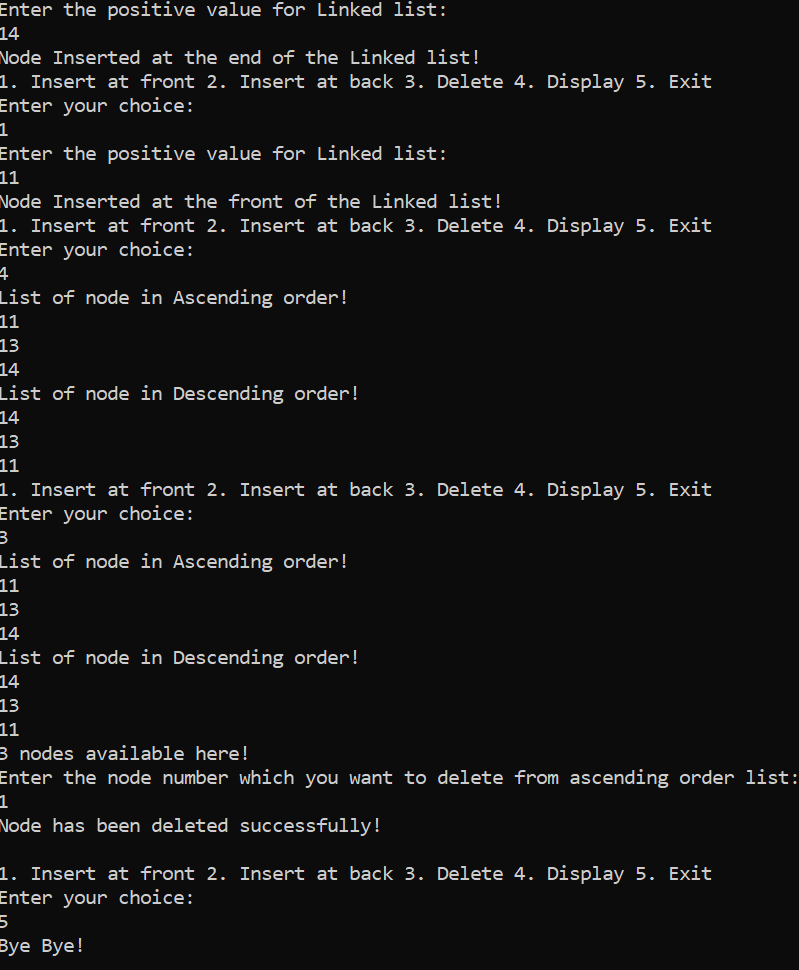 Enter the positive value for Linked list:
14
Node Inserted at the end of the Linked list!
1. Insert at front 2. Insert at back 3. Delete 4. Display 5. Exit
Enter your choice:
1
Enter the positive value for Linked list:
11
Node Inserted at the front of the Linked list!
1. Insert at front 2. Insert at back 3. Delete 4. Display 5. Exit
Enter your choice:
4
List of node in Ascending order!
11
13
14
List of node in Descending order!
14
13
11
1. Insert at front 2. Insert at back 3. Delete 4. Display 5. Exit
Enter your choice:
3
List of node in Ascending order!
11
13
14
List of node in Descending order!
14
13
11
3 nodes available here!
Enter the node number which you want to delete from ascending order list:
1
Node has been deleted successfully!
1. Insert at front 2. Insert at back 3. Delete 4. Display 5. Exit
Enter your choice:
5
Bye Bye!